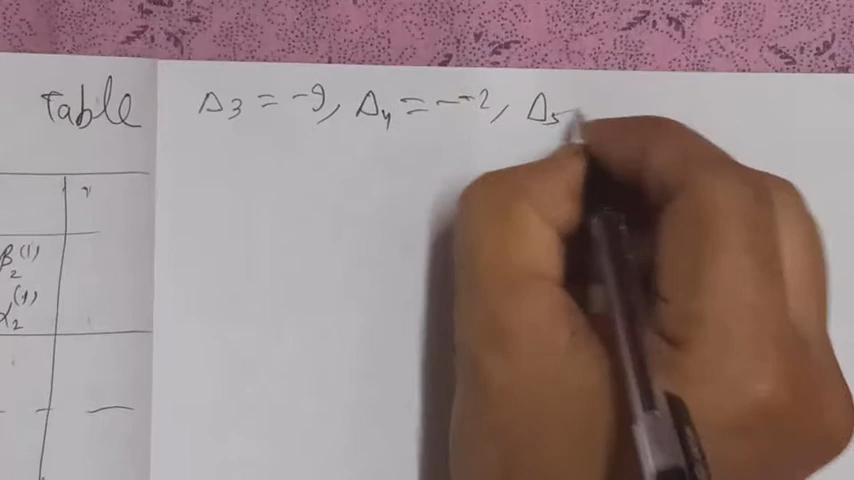 Table
Δ3 = -9, Δ4 = --2, Δ5
β2^(1)
α2^(1)